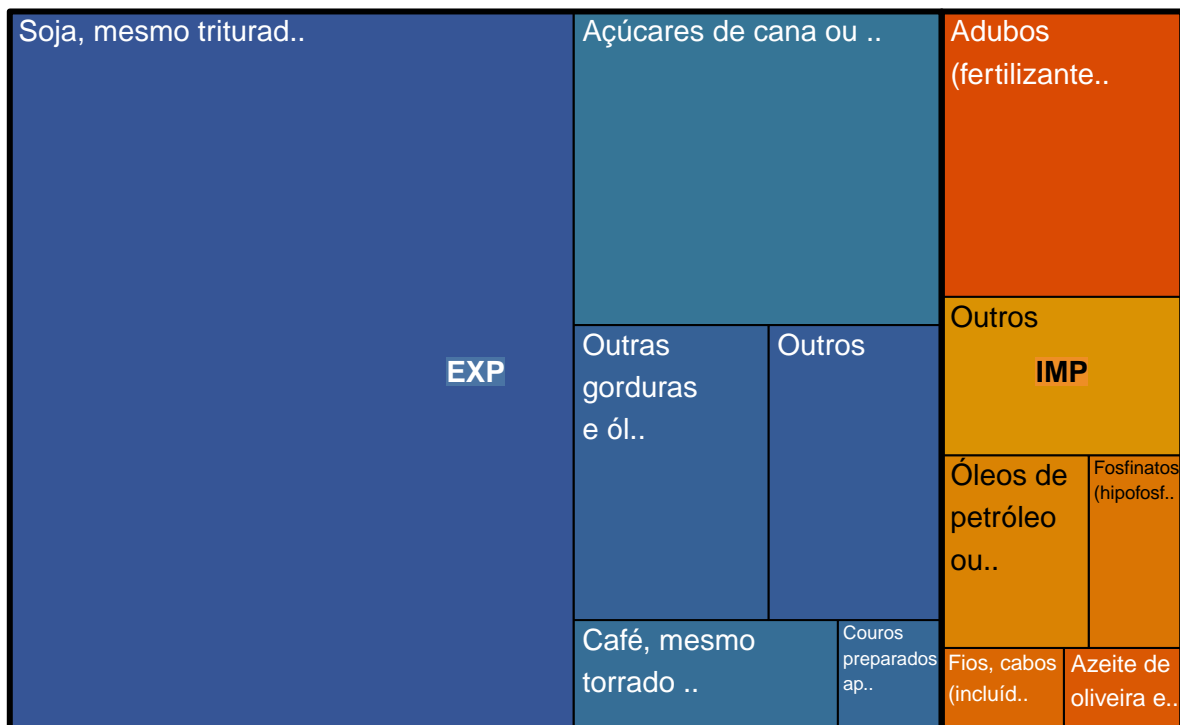 Soja, mesmo triturad..
EXP
Açúcares de cana ou ..
Outras
gorduras
e ól..
Outros
Café, mesmo
torrado ..
Couros
preparados
ap..
Adubos
(fertilizante..
Outros
IMP
Óleos de
petróleo
ou..
Fosfinatos
(hipofosf..
Fios, cabos
(incluíd..
Azeite de
oliveira e..